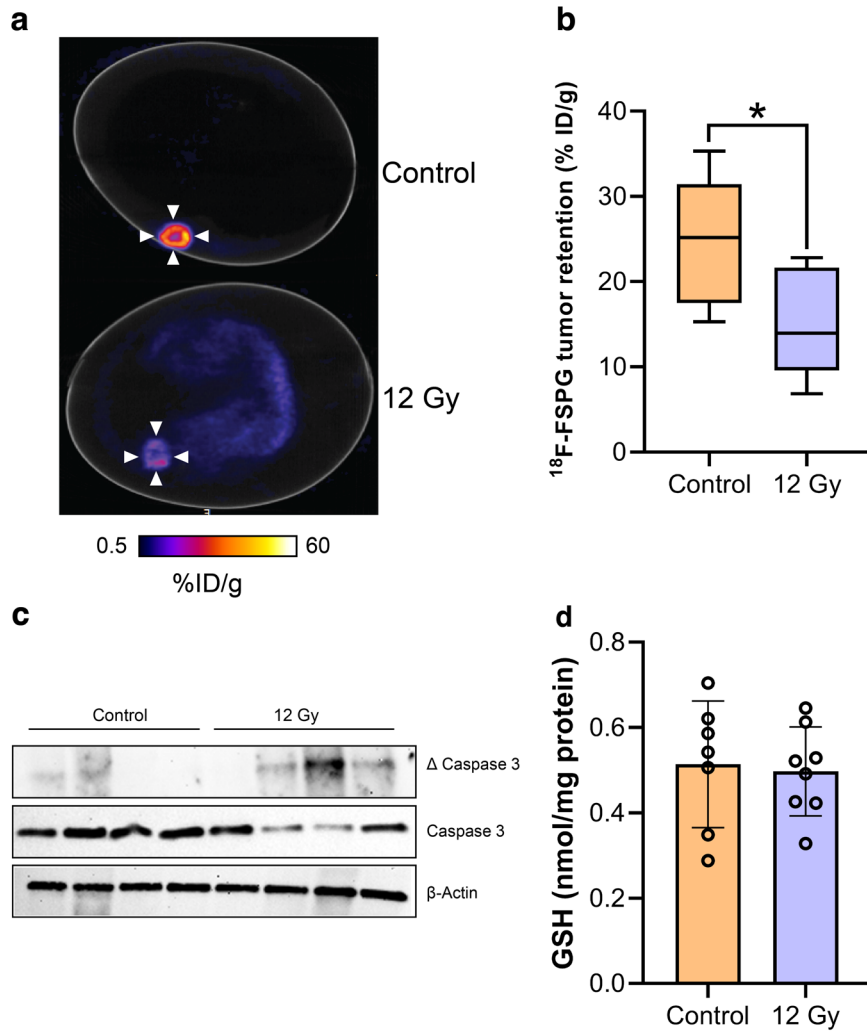 a
Control
12 Gy
E
0.5
60
%ID/g
b
¹⁸F-FSPG tumor retention (% ID/g)
40
30
20
10
0
*
Control
12 Gy
c
Control
12 Gy
Δ Caspase 3
Caspase 3
β-Actin
d
GSH (nmol/mg protein)
0.8
0.6
0.4
0.2
0.0
Control
12 Gy